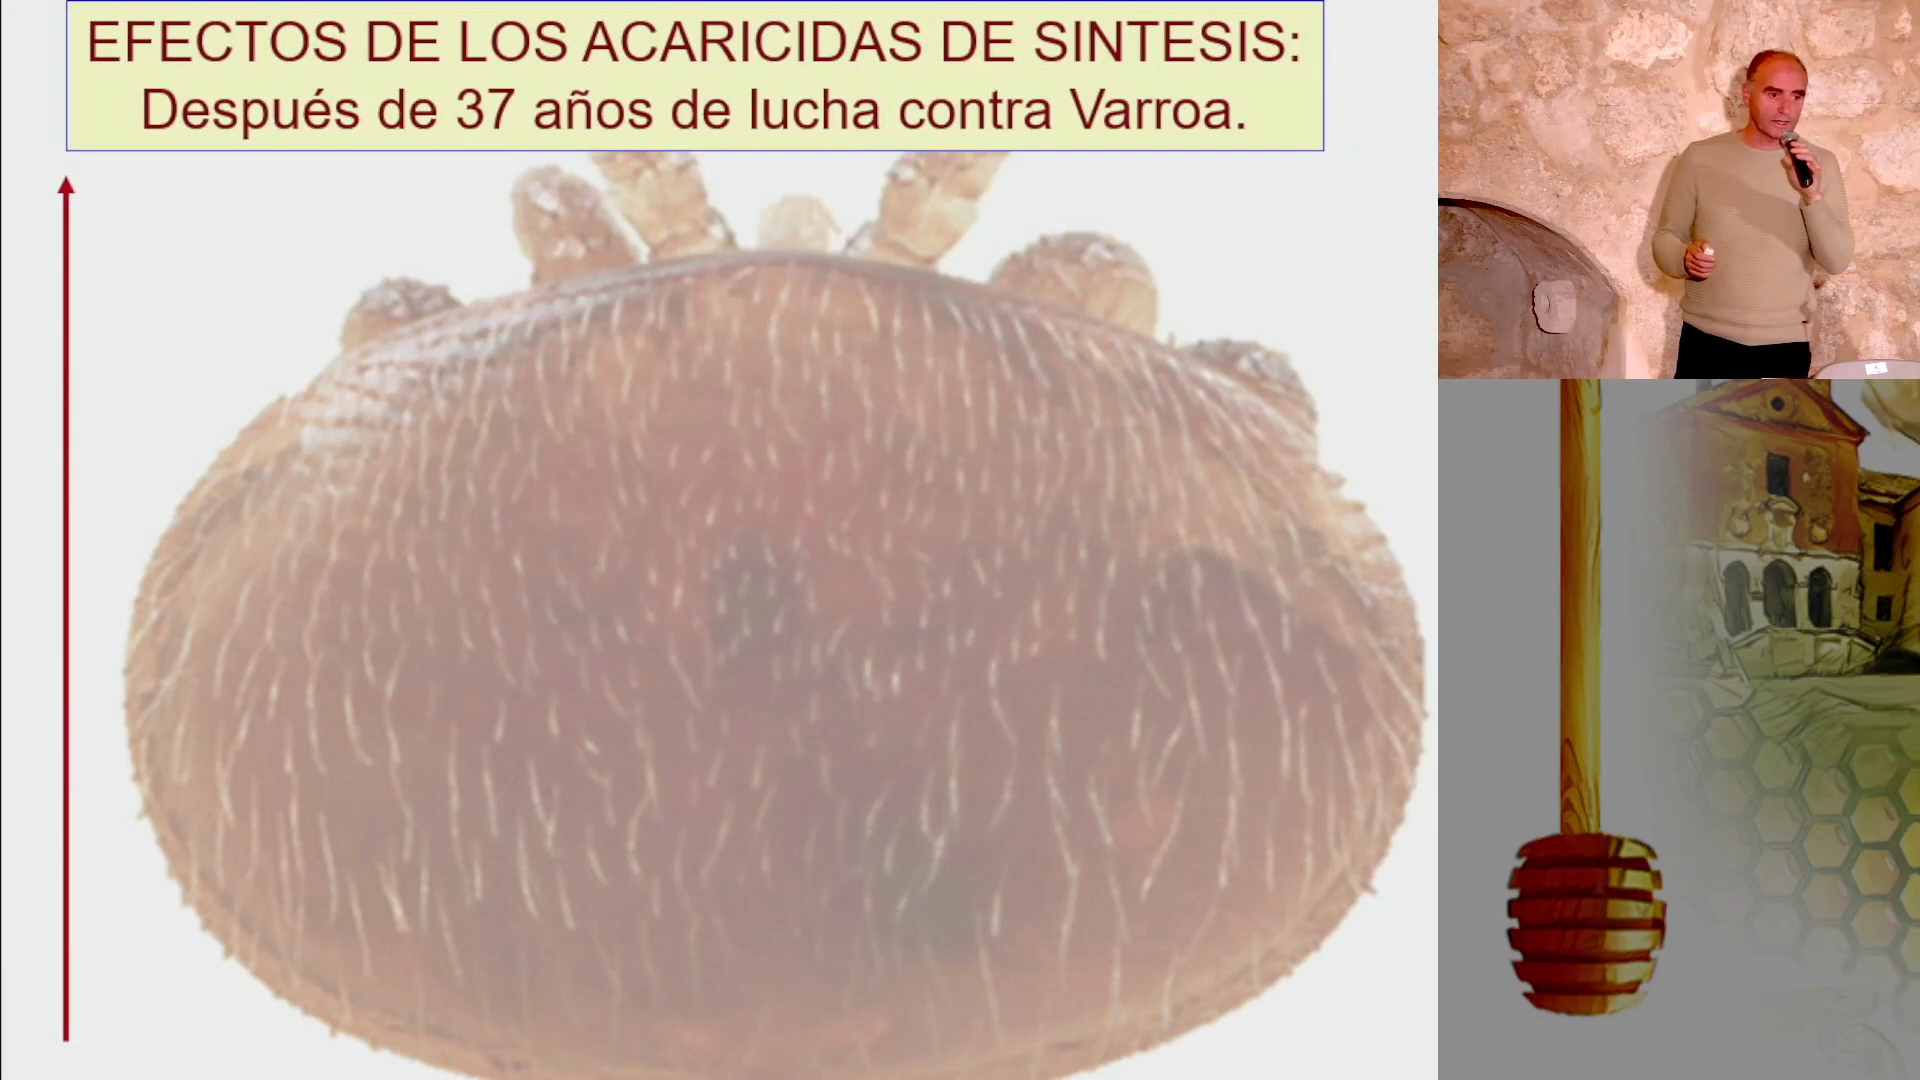 EFECTOS DE LOS ACARICIDAS DE SINTESIS:
Después de 37 años de lucha contra Varroa.